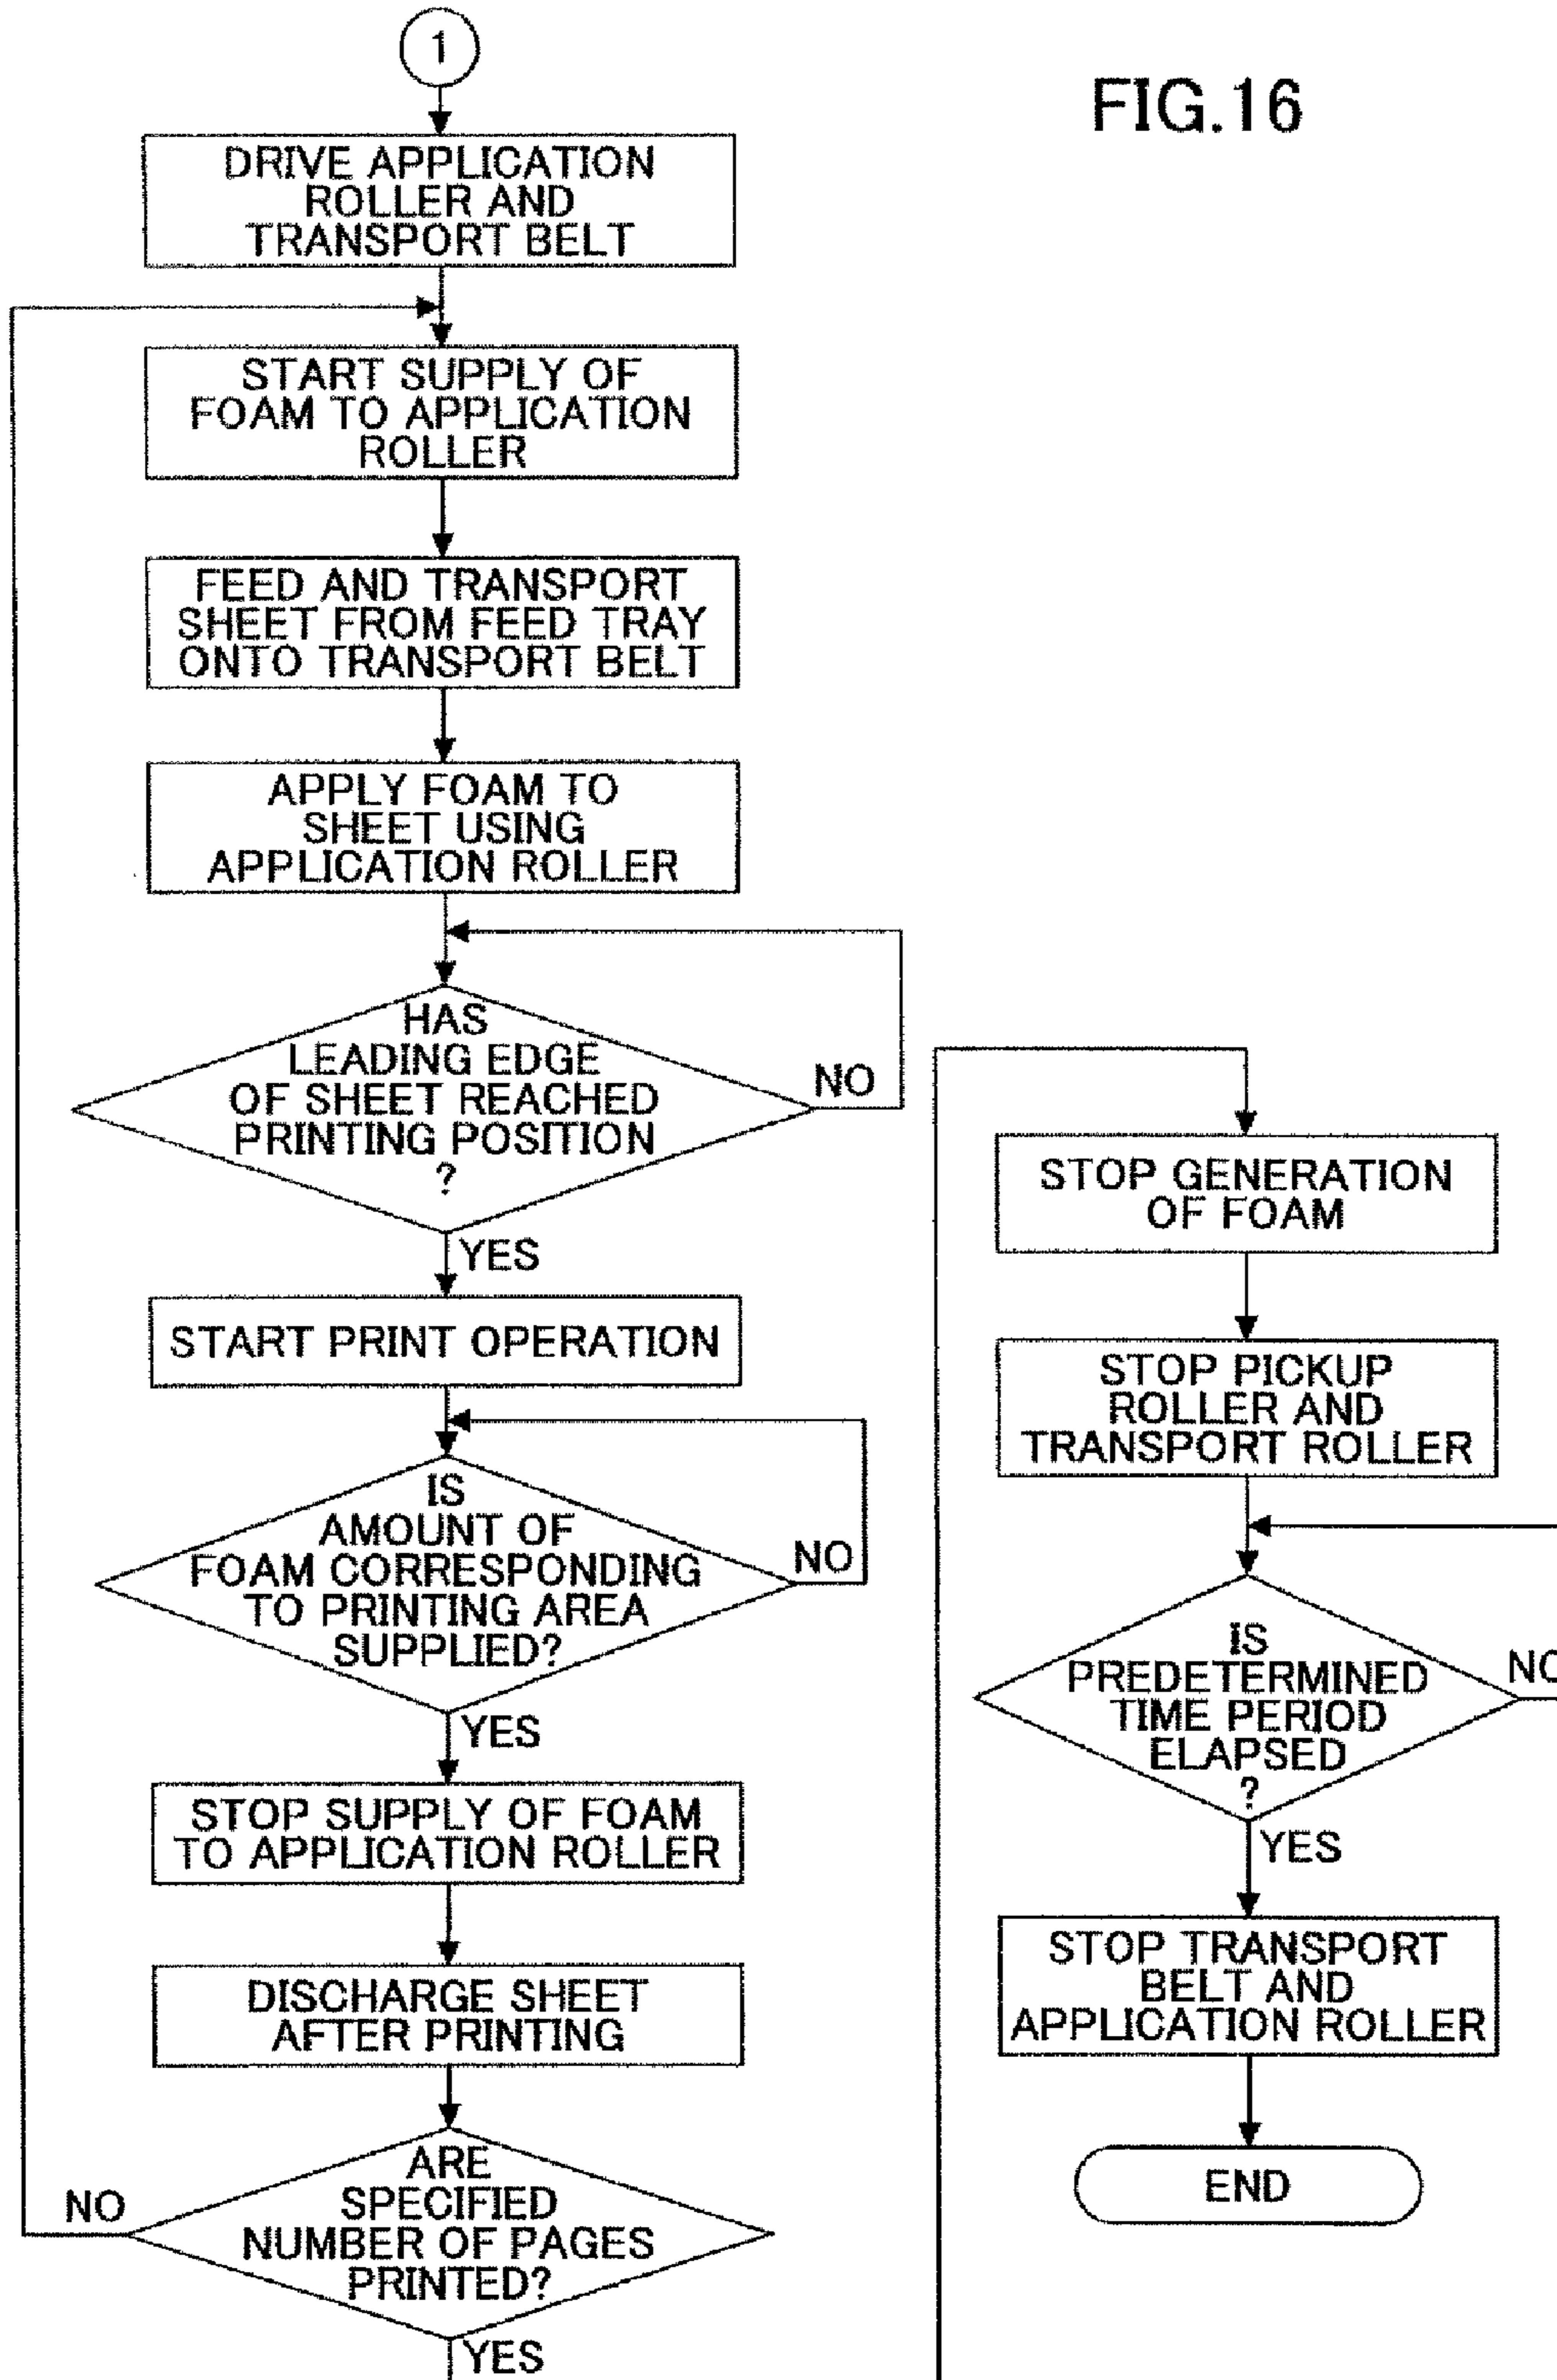 1
FIG.16
DRIVE APPLICATION
ROLLER AND
TRANSPORT BELT
START SUPPLY OF
FOAM TO APPLICATION
ROLLER
FEED AND TRANSPORT
SHEET FROM FEED TRAY
ONTO TRANSPORT BELT
APPLY FOAM TO
SHEET USING
APPLICATION ROLLER
HAS
LEADING EDGE
OF SHEET REACHED
PRINTING POSITION
?
NO
YES
START PRINT OPERATION
IS
AMOUNT OF
FOAM CORRESPONDING
TO PRINTING AREA
SUPPLIED?
NO
YES
STOP SUPPLY OF FOAM
TO APPLICATION ROLLER
DISCHARGE SHEET
AFTER PRINTING
ARE
SPECIFIED
NUMBER OF PAGES
PRINTED?
NO
YES
STOP GENERATION
OF FOAM
STOP PICKUP
ROLLER AND
TRANSPORT ROLLER
IS
PREDETERMINED
TIME PERIOD
ELAPSED
?
NO
YES
STOP TRANSPORT
BELT AND
APPLICATION ROLLER
END